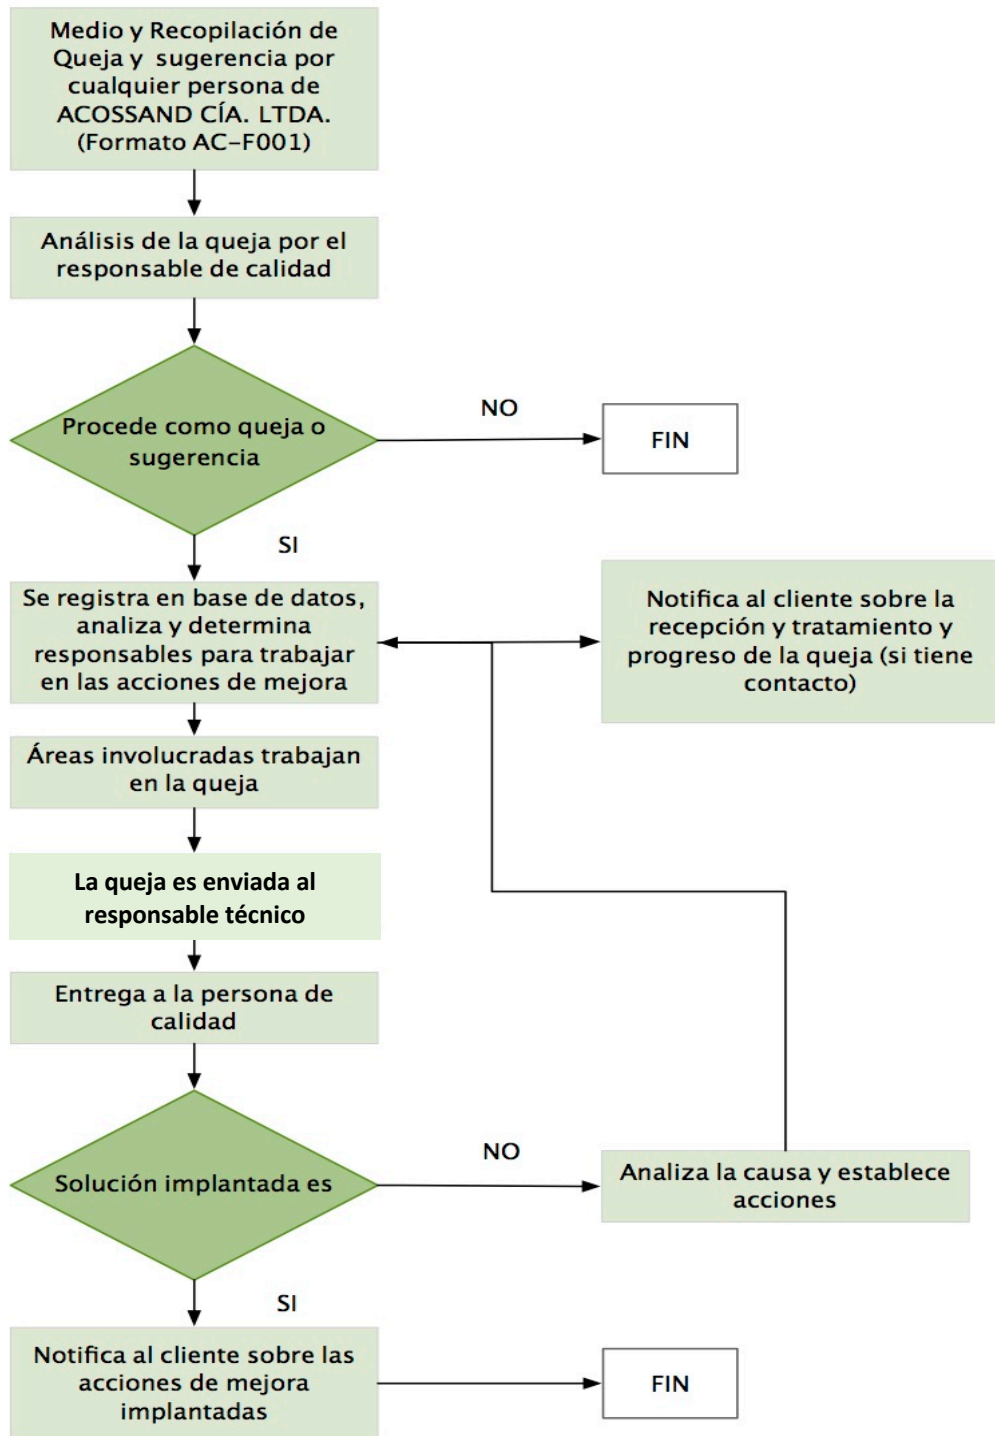 Medio y Recopilación de
Queja y sugerencia por
cualquier persona de
ACOSSAND CÍA. LTDA.
(Formato AC-F001)
Análisis de la queja por el
responsable de calidad
Procede como queja o
sugerencia
NO
FIN
SI
Se registra en base de datos,
analiza y determina
responsables para trabajar
en las acciones de mejora
Notifica al cliente sobre la
recepción y tratamiento y
progreso de la queja (si tiene
contacto)
Áreas involucradas trabajan
en la queja
La queja es enviada al
responsable técnico
Entrega a la persona de
calidad
Solución implantada es
NO
Analiza la causa y establece
acciones
SI
Notifica al cliente sobre las
acciones de mejora
implantadas
FIN